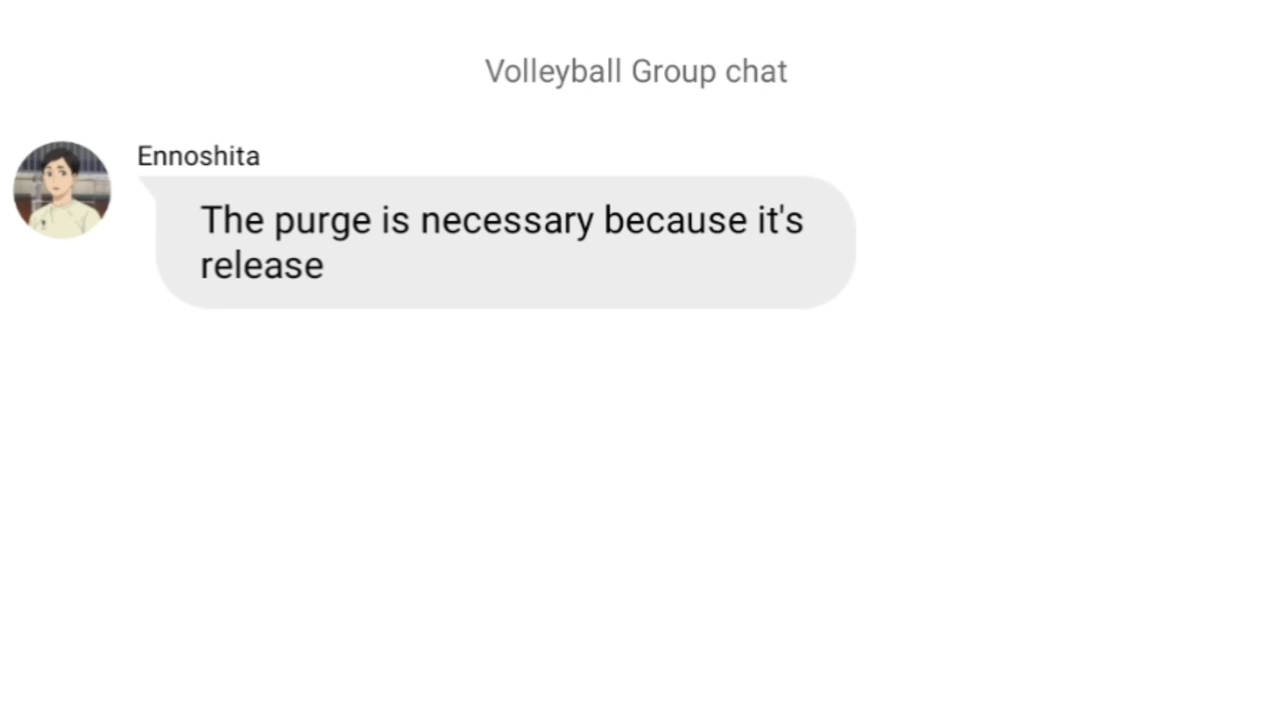 Volleyball Group chat
Ennoshita
The purge is necessary because it's
release